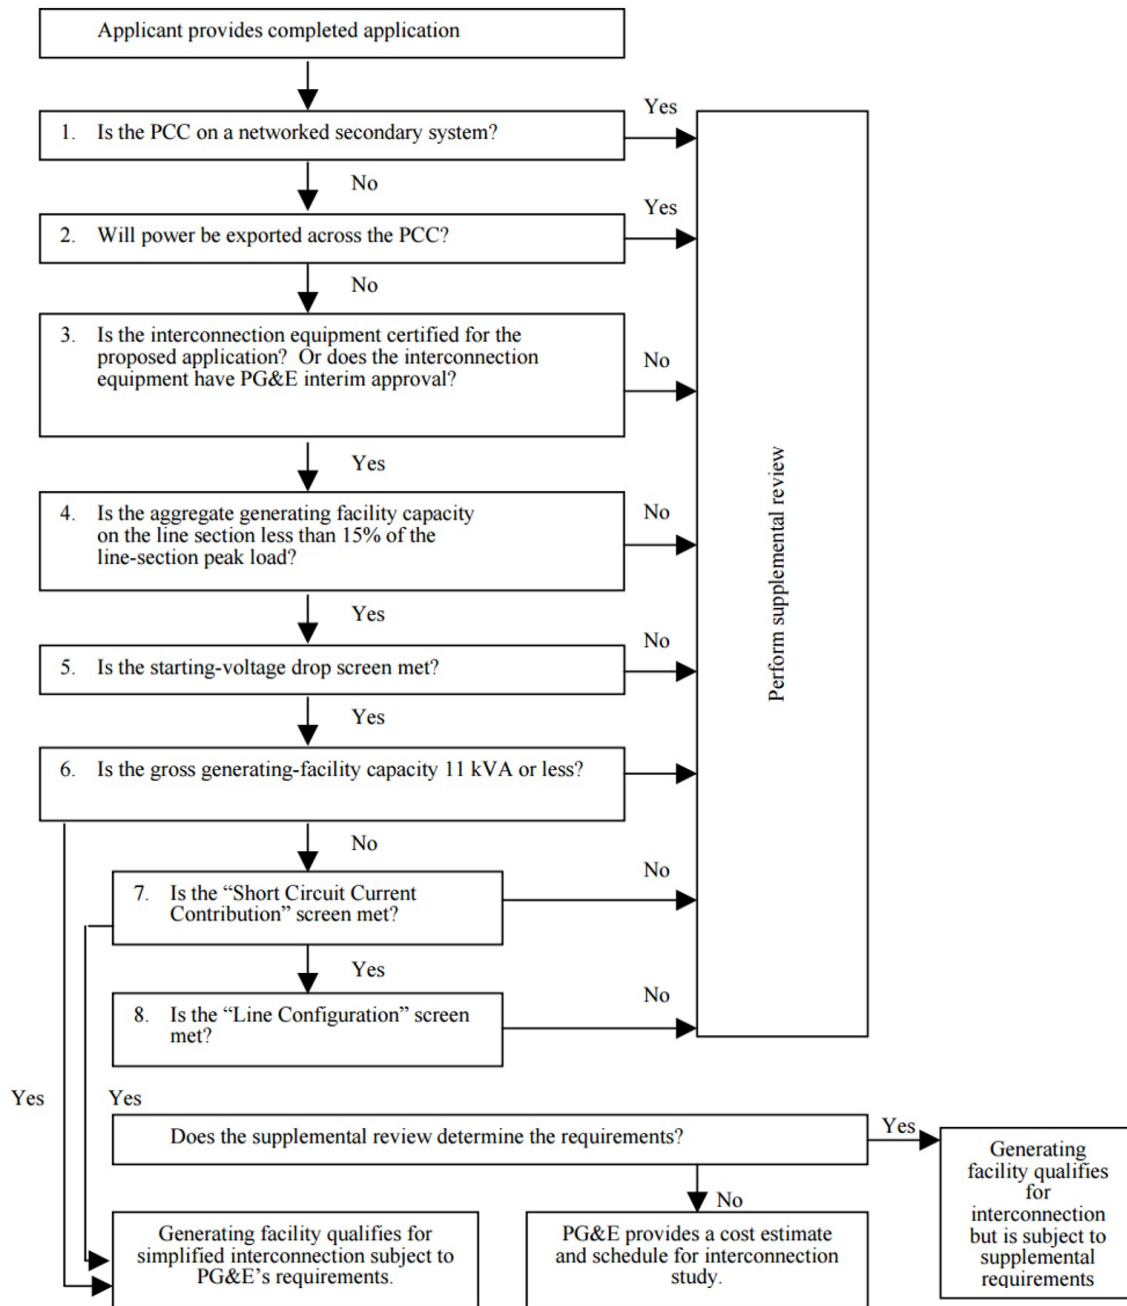 Applicant provides completed application
Yes
1. Is the PCC on a networked secondary system?
No
Yes
2. Will power be exported across the PCC?
No
3. Is the interconnection equipment certified for the
proposed application? Or does the interconnection
equipment have PG&E interim approval?
No
Yes
4. Is the aggregate generating facility capacity
on the line section less than 15% of the
line-section peak load?
No
Yes
5. Is the starting-voltage drop screen met?
No
Yes
6. Is the gross generating-facility capacity 11 kVA or less?
No
7. Is the “Short Circuit Current
Contribution” screen met?
No
Yes
8. Is the “Line Configuration” screen
met?
No
Perform supplemental review
Yes
Yes
Does the supplemental review determine the requirements?
Yes
No
Generating
facility qualifies
for
interconnection
but is subject to
supplemental
requirements
Generating facility qualifies for
simplified interconnection subject to
PG&E’s requirements.
PG&E provides a cost estimate
and schedule for interconnection
study.